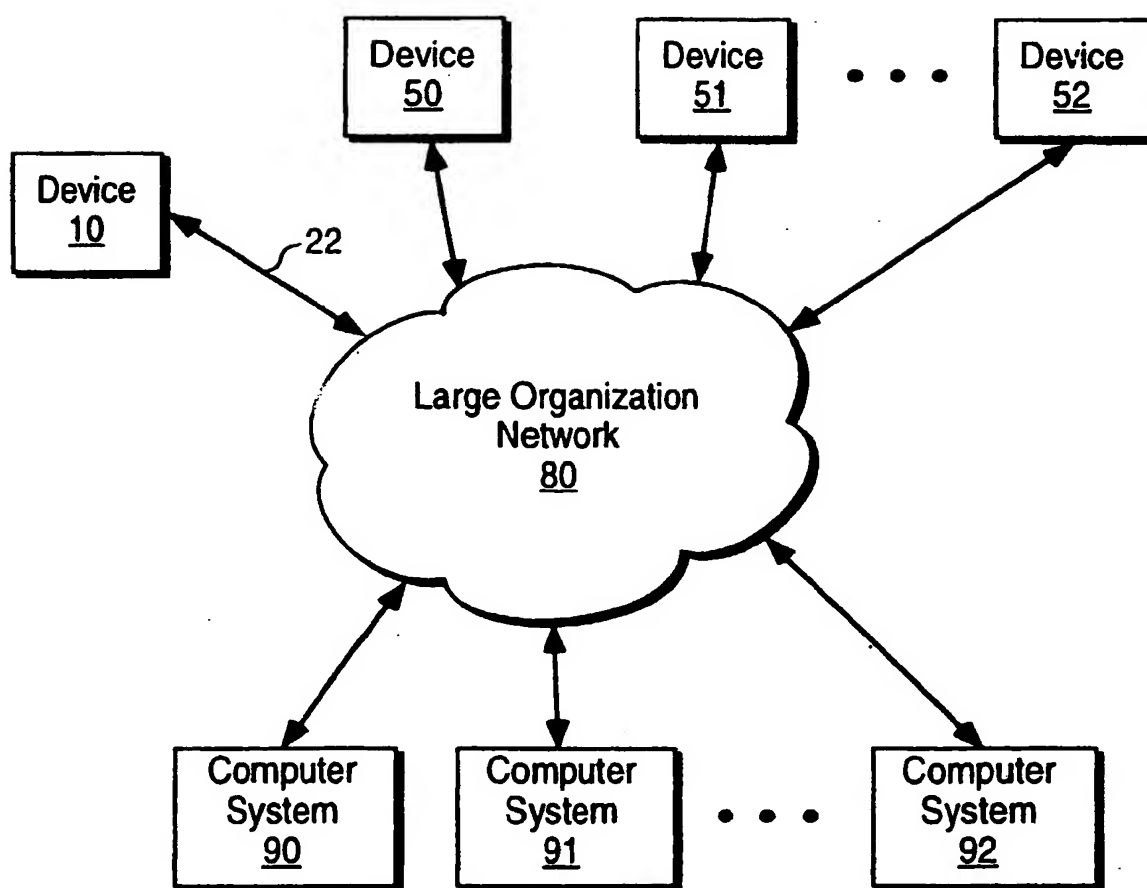 Device
50
Device
51
Device
52
Device
10
22
Large Organization
Network
80
Computer
System
90
Computer
System
91
Computer
System
92